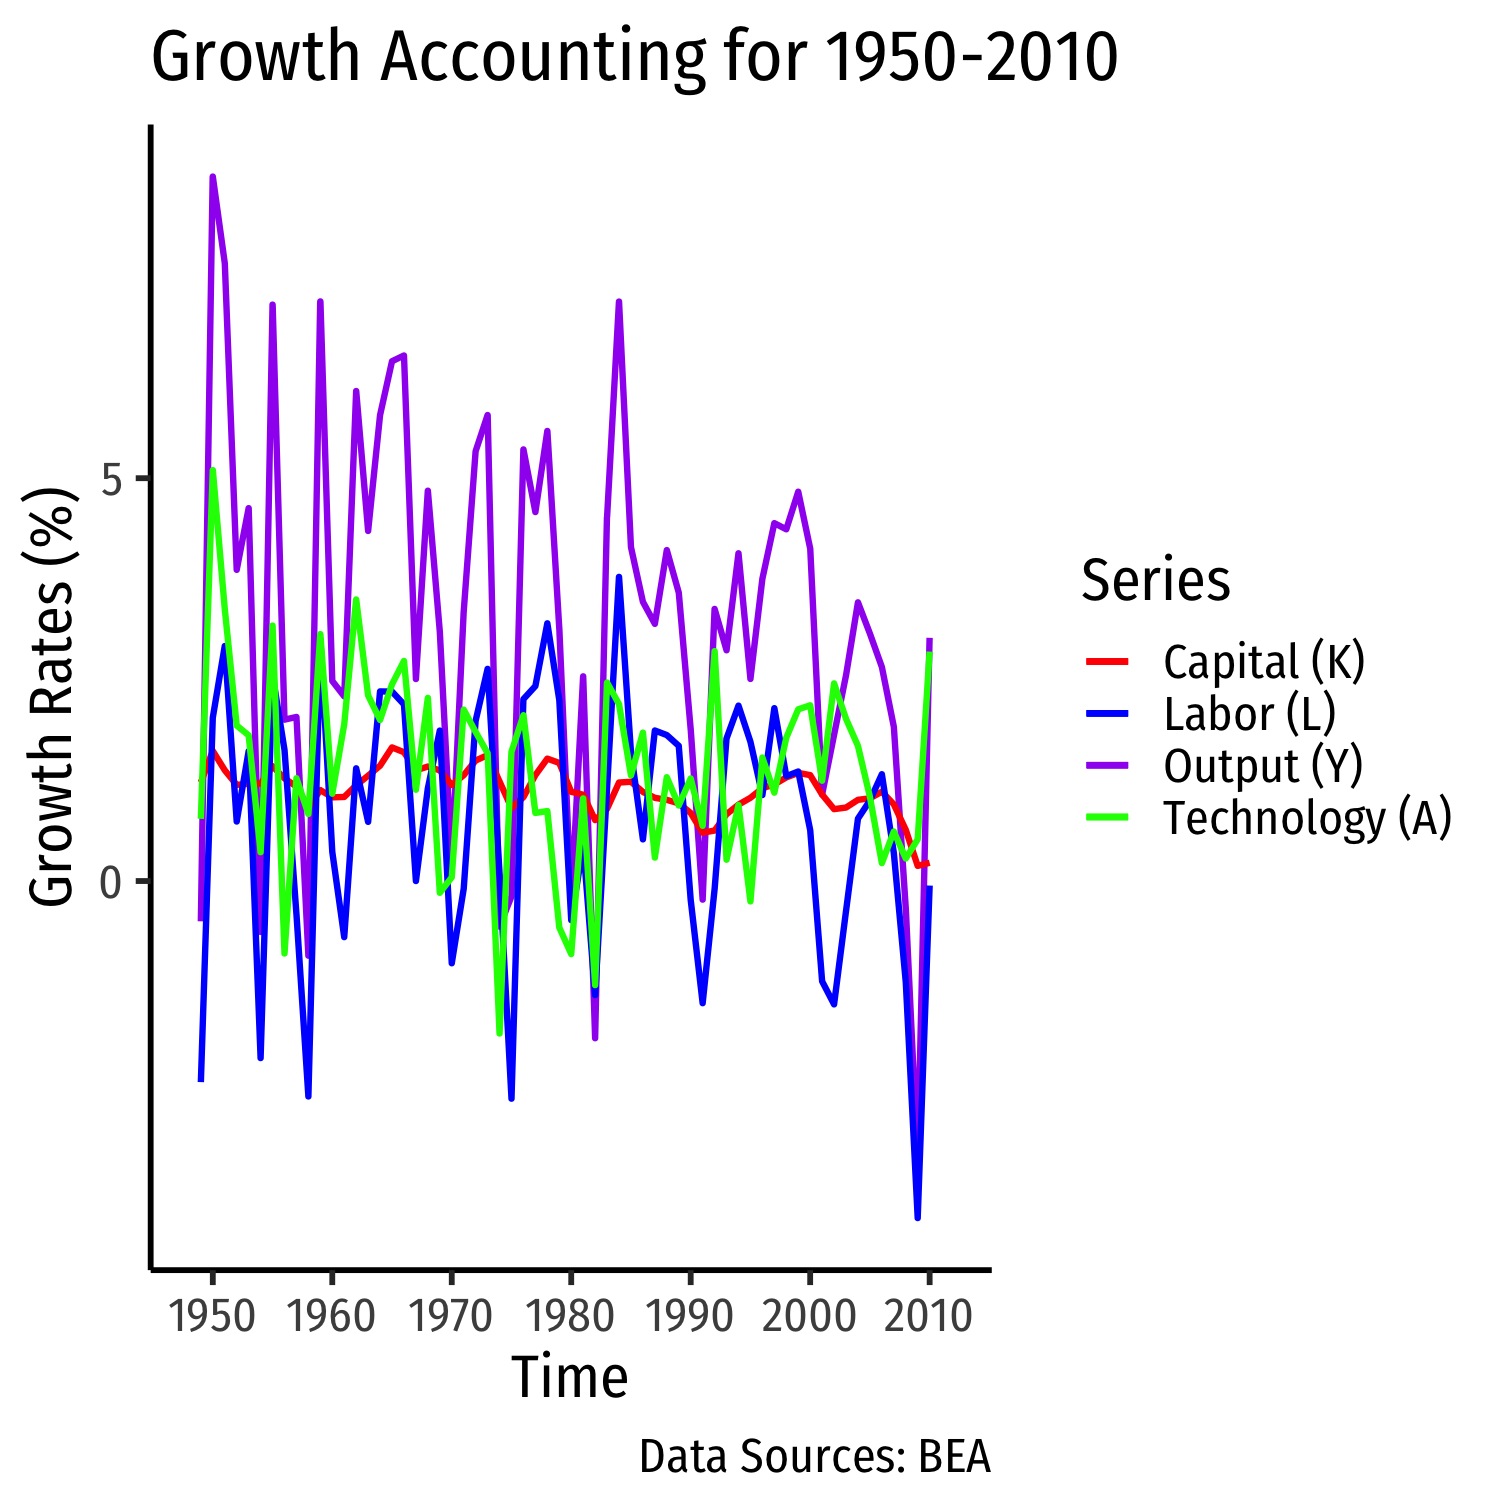 Growth Accounting for 1950-2010
Growth Rates (%)
5
0
1950 1960 1970 1980 1990 2000 2010
Time
Series
Capital (K)
Labor (L)
Output (Y)
Technology (A)
Data Sources: BEA